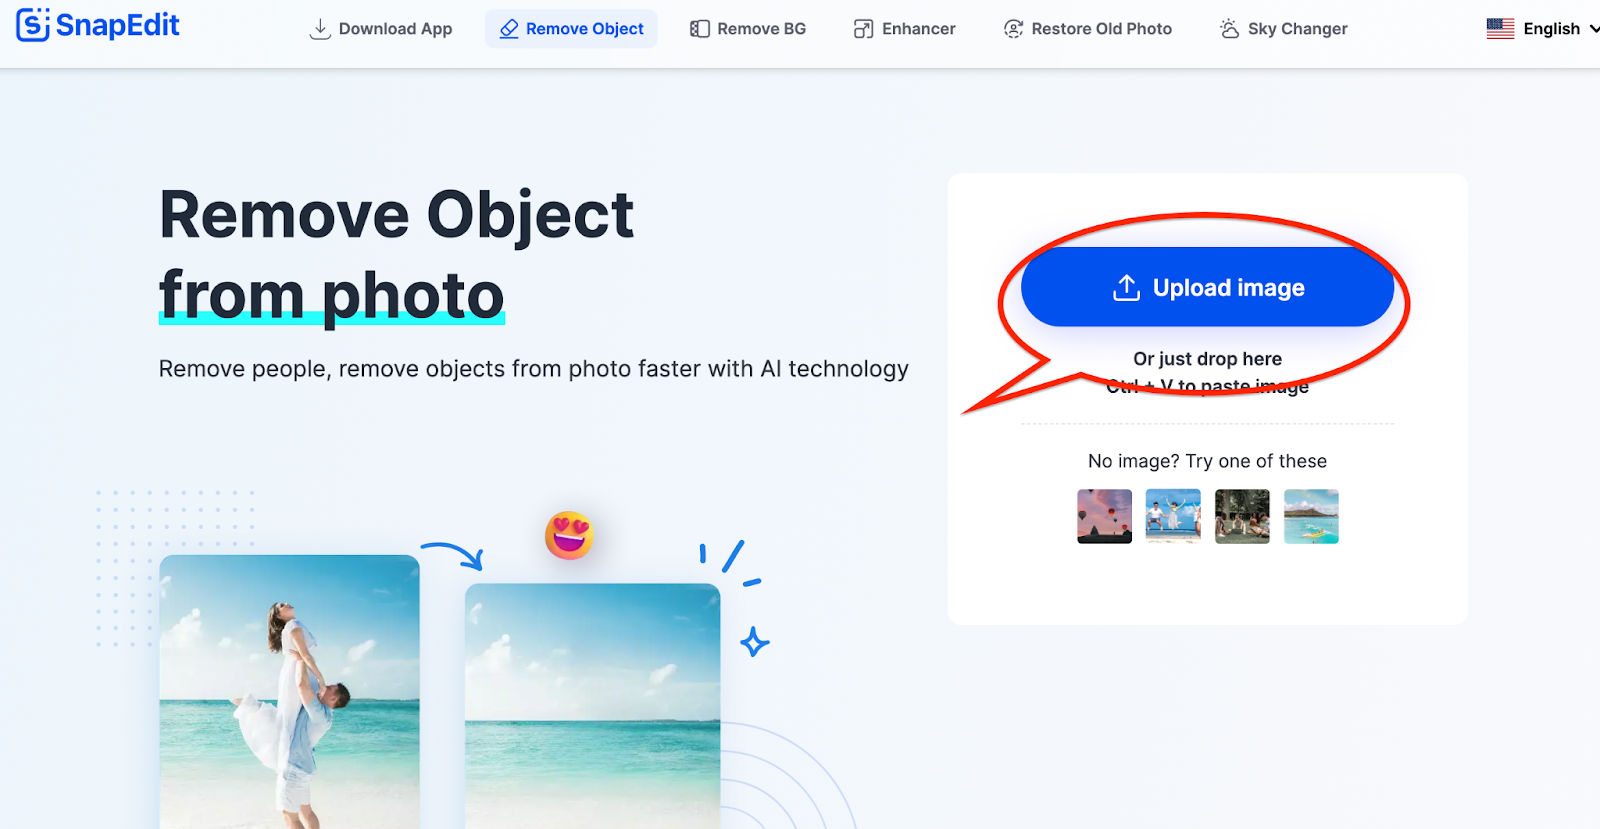 SnapEdit
Download App
Remove Object
Remove BG
Enhancer
Restore Old Photo
Sky Changer
English
Remove Object
from photo
Remove people, remove objects from photo faster with AI technology
Upload image
Or just drop here
Ctrl + V to paste image
No image? Try one of these